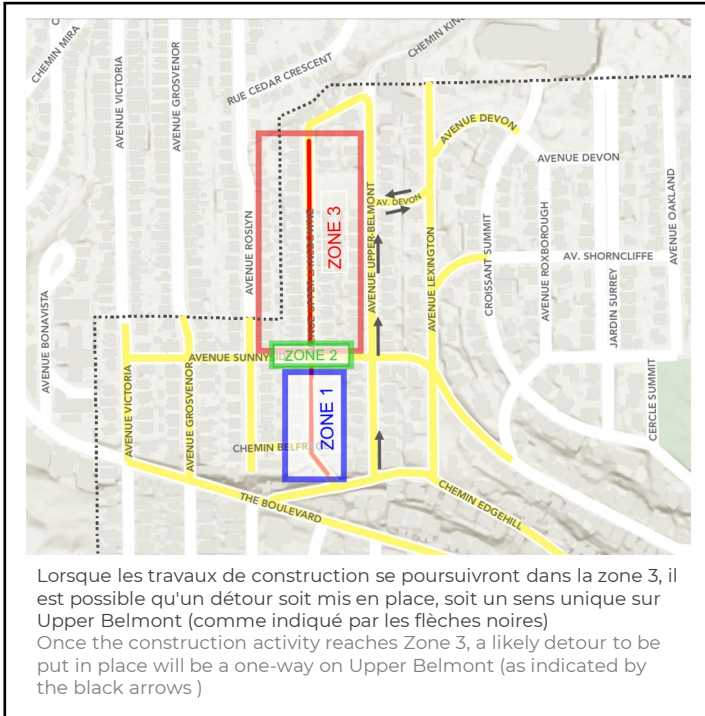 CHEMIN MIRA
CHEMIN KING
RUE CEDAR CRESCENT
AVENUE VICTORIA
AVENUE GROSVENOR
AVENUE ROSLYN
AVENUE BONAVISTA
AVENUE DEVON
AV. DEVON
AVENUE DEVON
AVENUE UPPER-BELMONT
AVENUE LEXINGTON
CROISSANT SUMMIT
AVENUE ROXBOROUGH
AV. SHORNCLIFFE
JARDIN SURREY
AVENUE OAKLAND
CERCLE SUMMIT
ZONE 3
AVENUE SUNNYSID
ZONE 2
ZONE 1
AVENUE VICTORIA
AVENUE GROSVENOR
CHEMIN BELFR
THE BOULEVARD
CHEMIN EDGEHILL
Lorsque les travaux de construction se poursuivront dans la zone 3, il
est possible qu'un détour soit mis en place, soit un sens unique sur
Upper Belmont (comme indiqué par les flèches noires)
Once the construction activity reaches Zone 3, a likely detour to be
put in place will be a one-way on Upper Belmont (as indicated by
the black arrows )